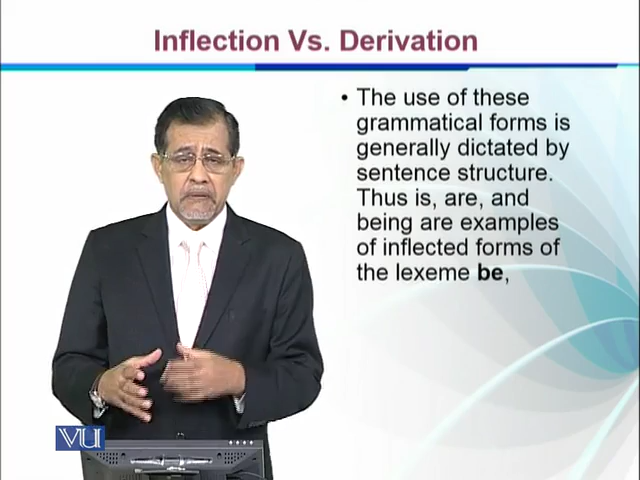 Inflection Vs. Derivation
• The use of these
grammatical forms is
generally dictated by
sentence structure.
Thus is, are, and
being are examples
of inflected forms of
the lexeme be,
VU